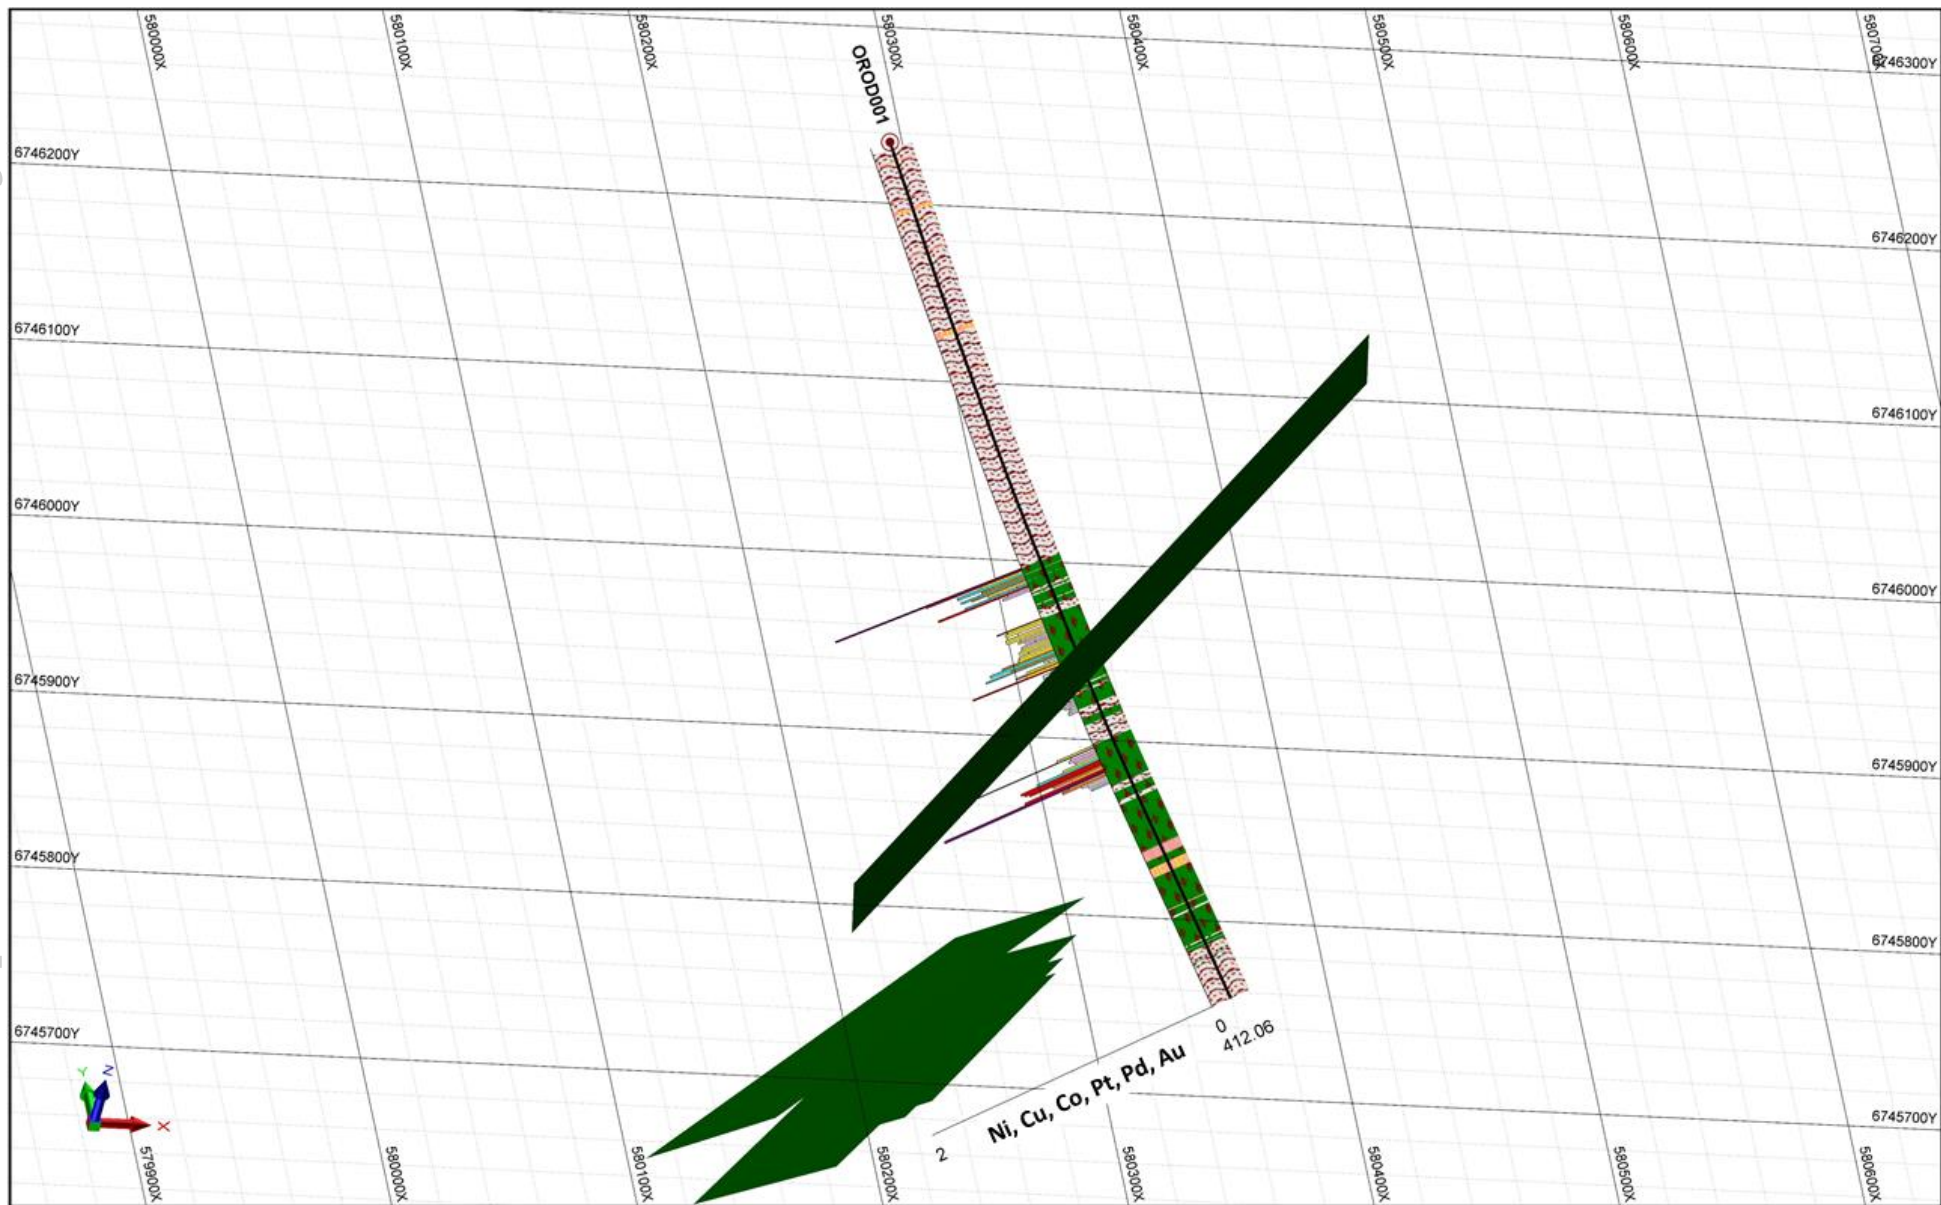 580000X
580100X
580200X
580300X
580400X
580500X
580600X
580700X
6746300Y
OROD001
6746200Y
6746200Y
6746100Y
6746100Y
6746000Y
6746000Y
6745900Y
6745900Y
6745800Y
6745800Y
6745700Y
6745700Y
0
412.06
Ni, Cu, Co, Pt, Pd, Au
2
Y
Z
X
579900X
580000X
580100X
580200X
580300X
580400X
580500X
580600X